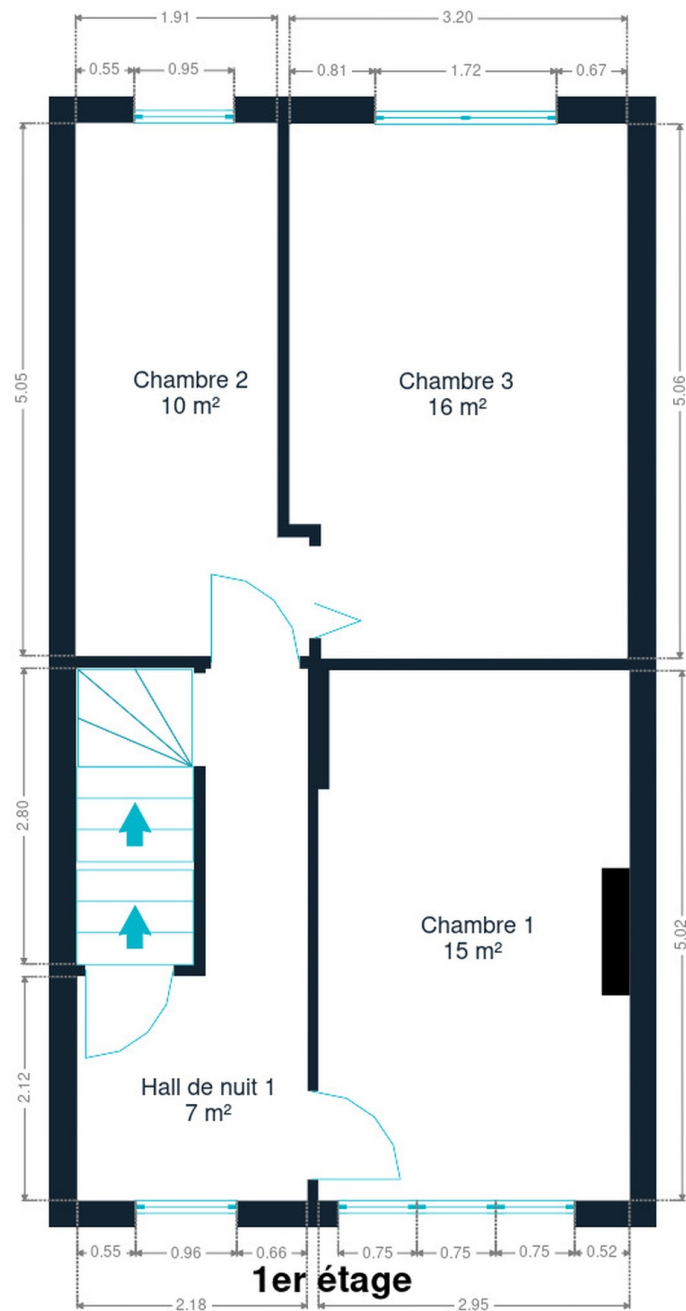 1.91
3.20
0.55
0.95
0.81
1.72
0.67
5.05
5.06
Chambre 2
10 m²
Chambre 3
16 m²
2.80
Chambre 1
15 m²
5.02
2.12
Hall de nuit 1
7 m²
0.55
0.96
0.66
0.75
0.75
0.75
0.52
1er étage
2.18
2.95